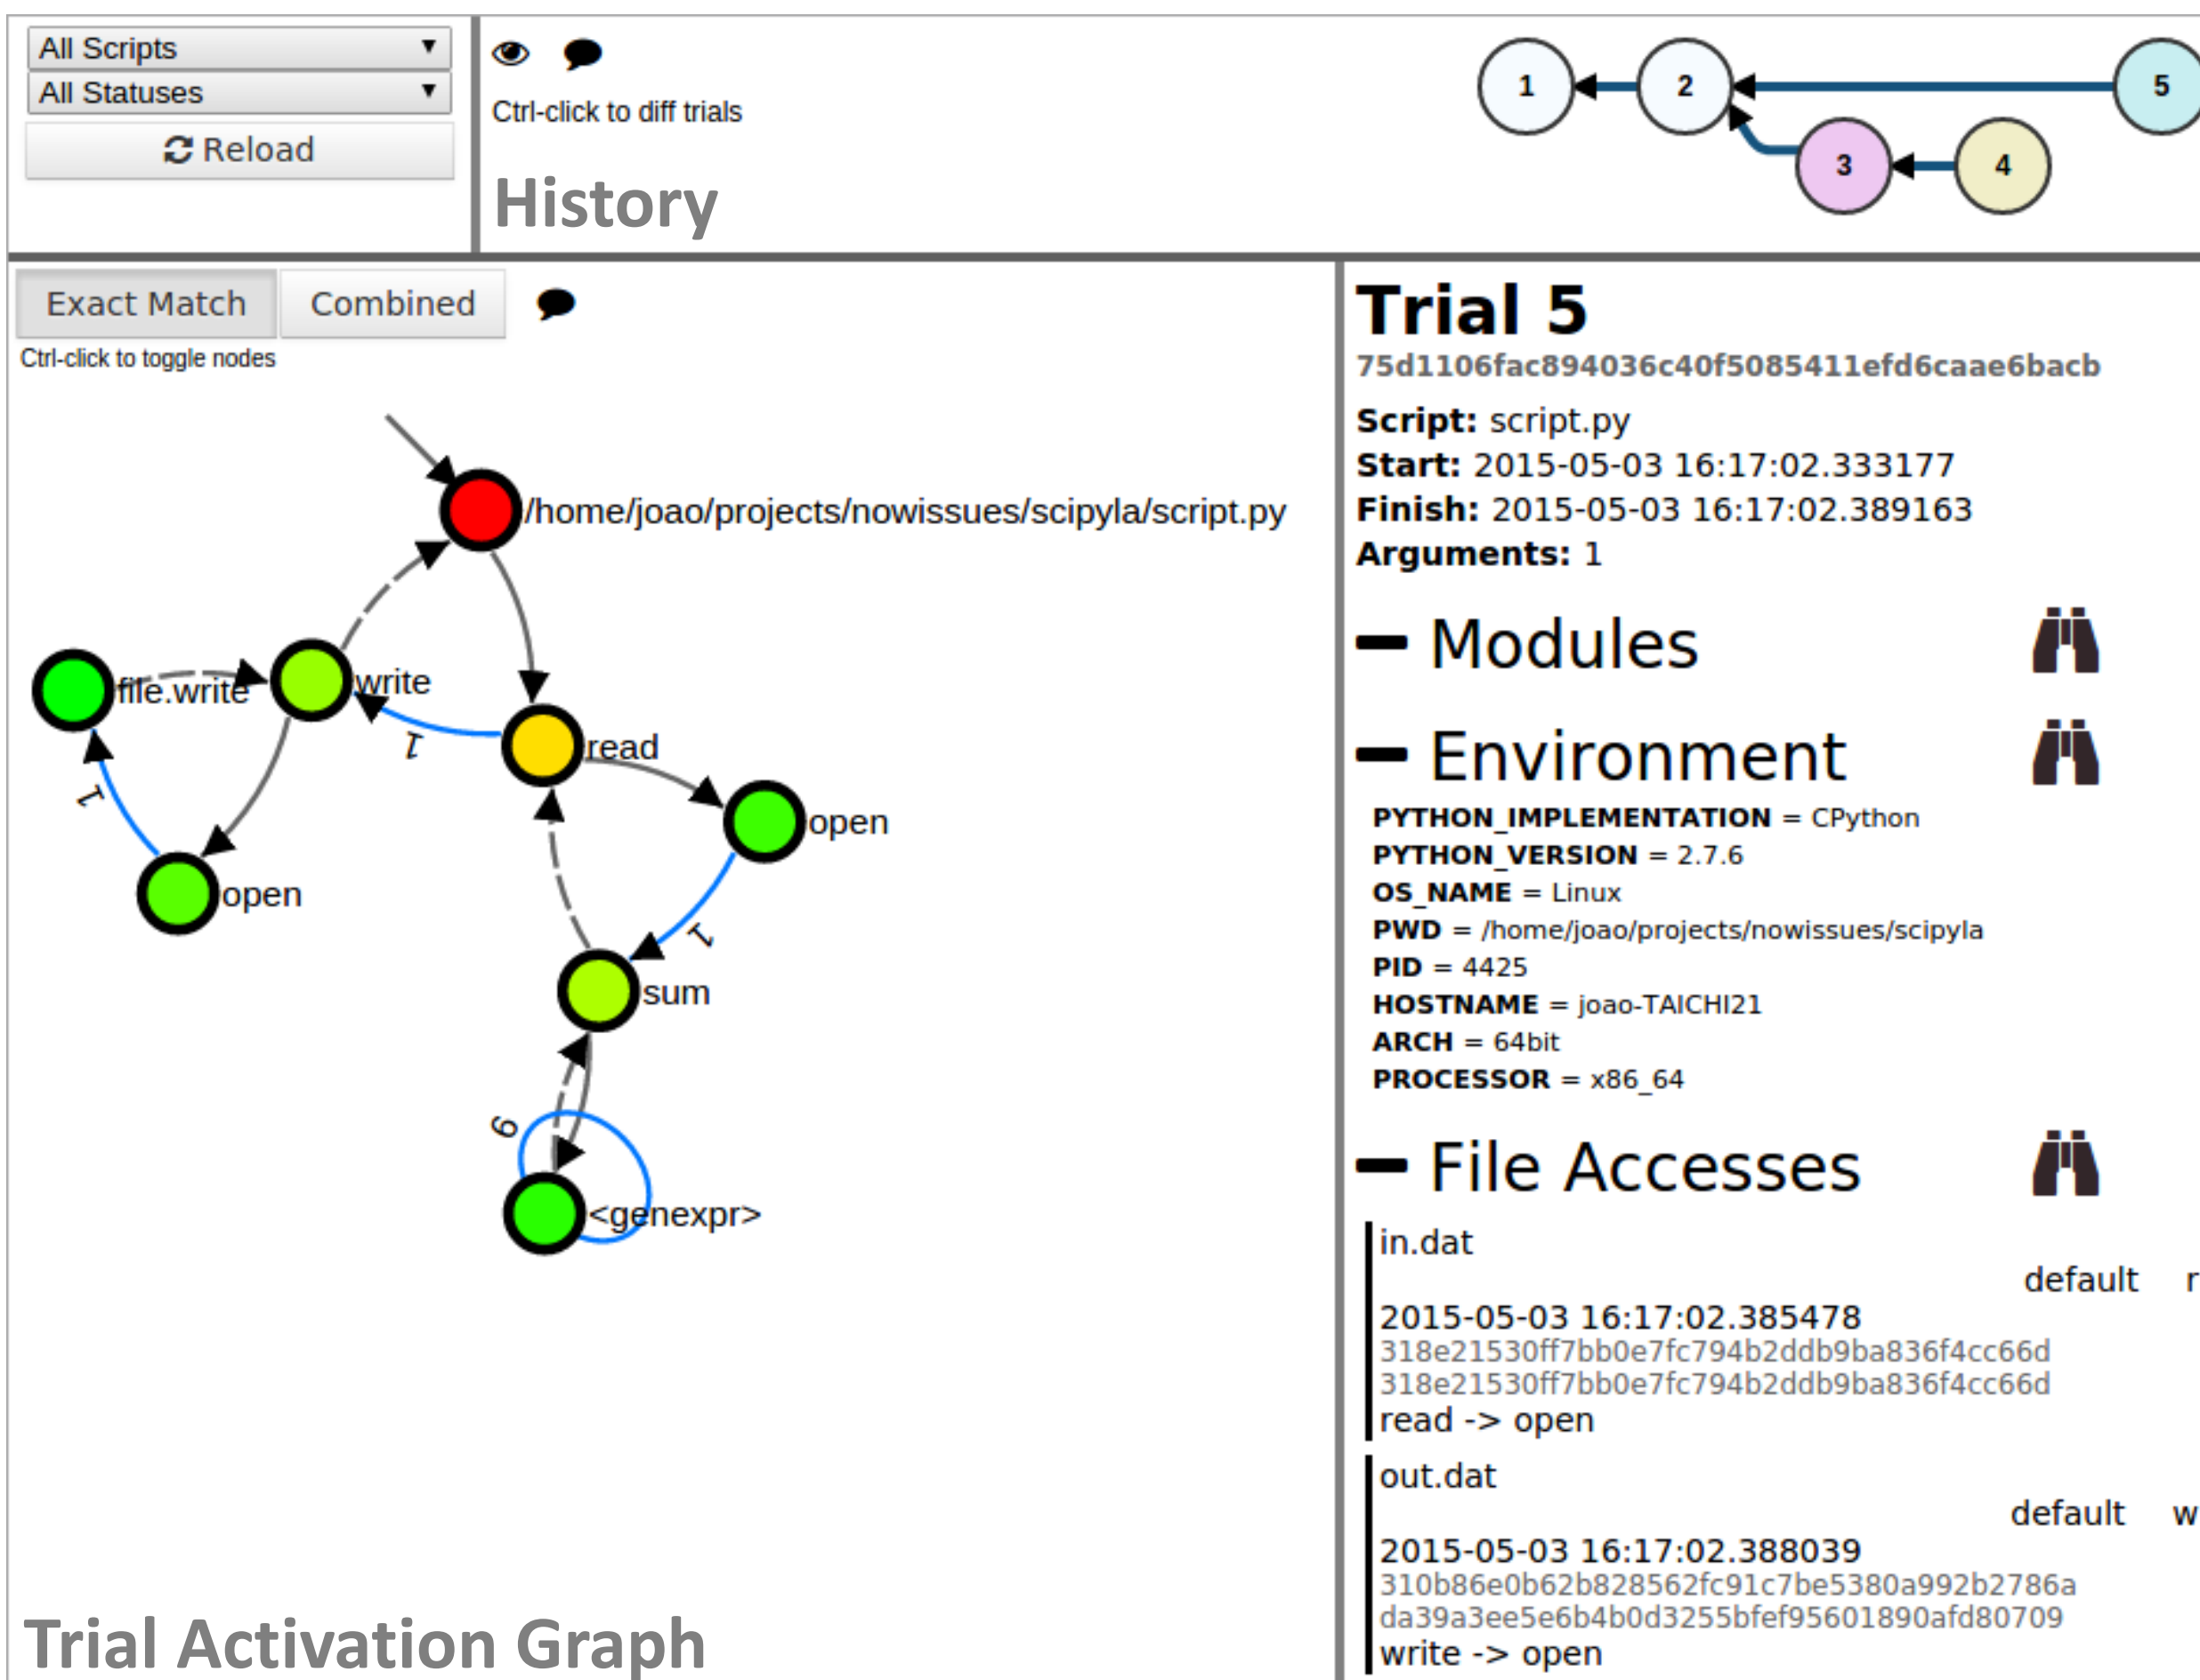 All Scripts
All Statuses
Reload
Ctrl-click to diff trials
History
1
2
5
3
4
Exact Match
Combined
Ctrl-click to toggle nodes
/home/joao/projects/nowissues/scipyla/script.py
file.write
write
1
read
1
open
open
1
sum
9
<genexpr>
Trial Activation Graph
Trial 5
75d1106fac894036c40f5085411efd6caae6bacb
Script: script.py
Start: 2015-05-03 16:17:02.333177
Finish: 2015-05-03 16:17:02.389163
Arguments: 1
Modules
Environment
PYTHON_IMPLEMENTATION = CPython
PYTHON_VERSION = 2.7.6
OS_NAME = Linux
PWD = /home/joao/projects/nowissues/scipyla
PID = 4425
HOSTNAME = joao-TAICHI21
ARCH = 64bit
PROCESSOR = x86_64
File Accesses
in.dat
default r
2015-05-03 16:17:02.385478
318e21530ff7bb0e7fc794b2ddb9ba836f4cc66d
318e21530ff7bb0e7fc794b2ddb9ba836f4cc66d
read -> open
out.dat
default w
2015-05-03 16:17:02.388039
310b86e0b62b828562fc91c7be5380a992b2786a
da39a3ee5e6b4b0d3255bfef95601890afd80709
write -> open